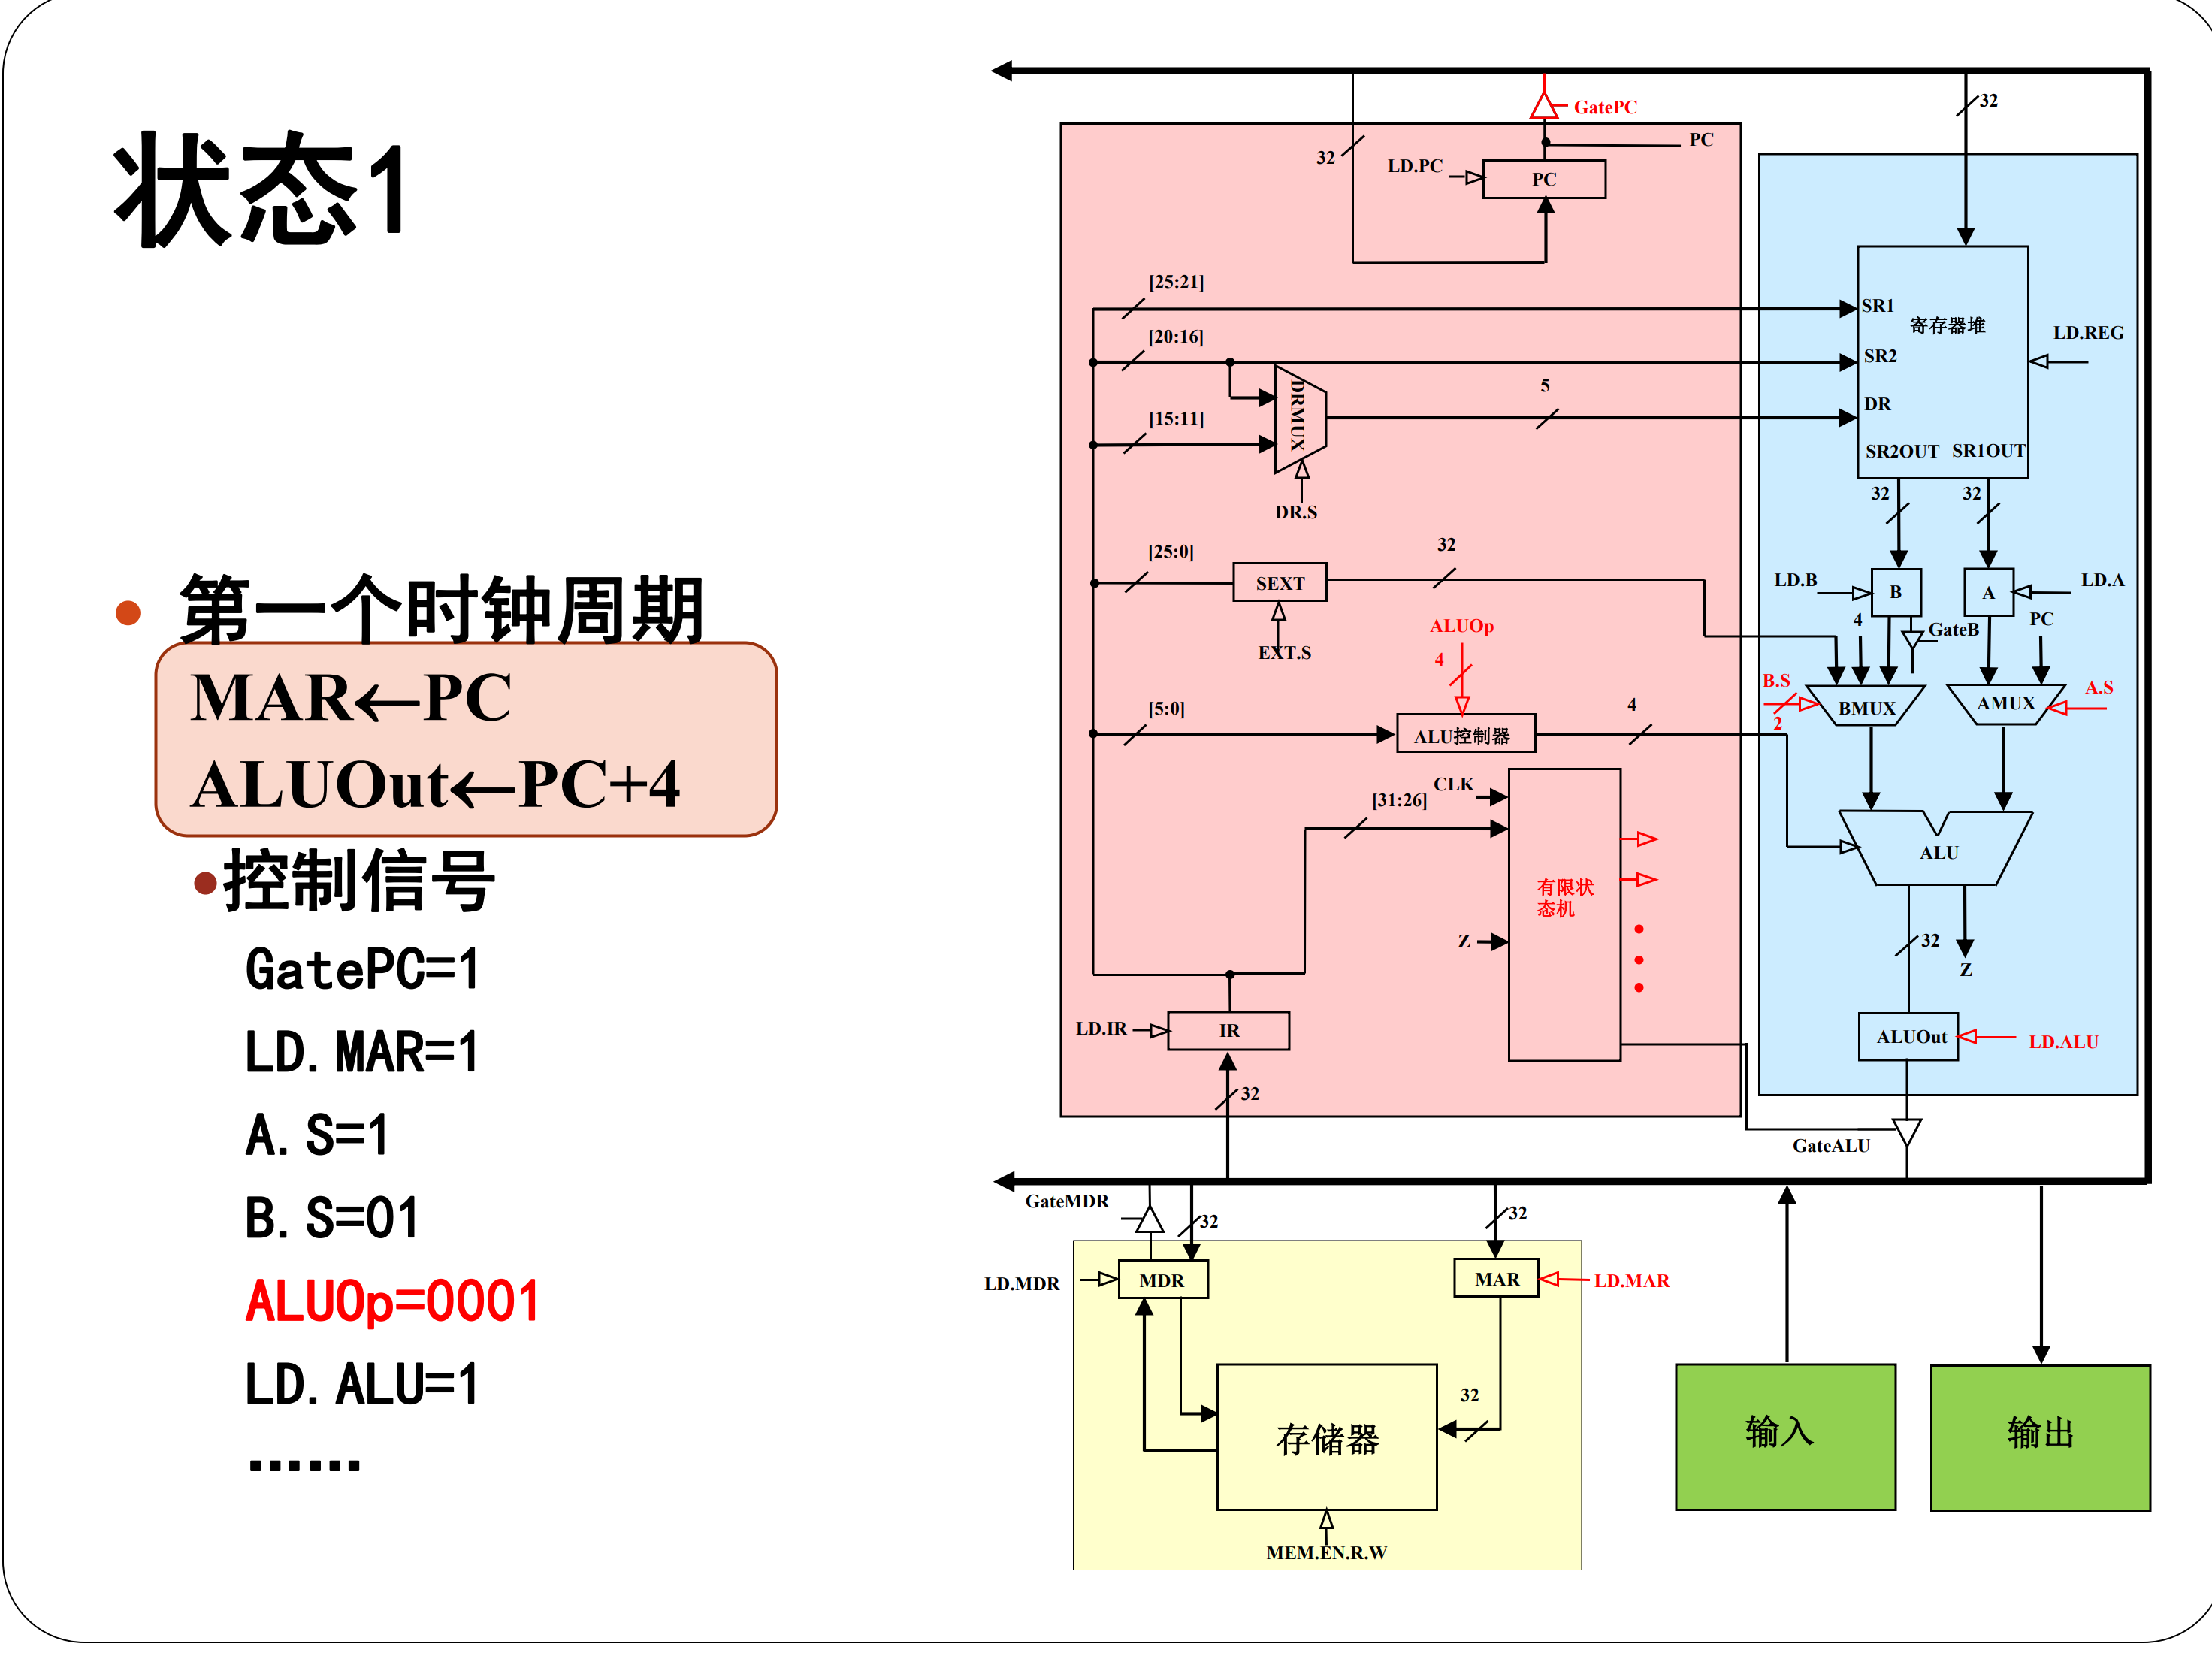 状态1
第一个时钟周期
MAR←PC
ALUOut←PC+4
控制信号
GatePC=1
LD.MAR=1
A.S=1
B.S=01
ALUOp=0001
LD.ALU=1
……
GatePC
32
32
PC
LD.PC
PC
[25:21]
SR1
寄存器堆
LD.REG
[20:16]
SR2
DRMUX
5
DR
[15:11]
SR2OUT SR1OUT
32
32
DR.S
[25:0]
32
SEXT
LD.B
B
A
LD.A
4
GateB
PC
ALUOp
4
EXT.S
B.S
2
BMUX
AMUX
A.S
[5:0]
4
ALU控制器
CLK
[31:26]
ALU
有限状
态机
Z
32
Z
LD.IR
IR
ALUOut
LD.ALU
32
GateALU
GateMDR
32
32
LD.MDR
MDR
MAR
LD.MAR
32
存储器
输入
输出
MEM.EN.R.W